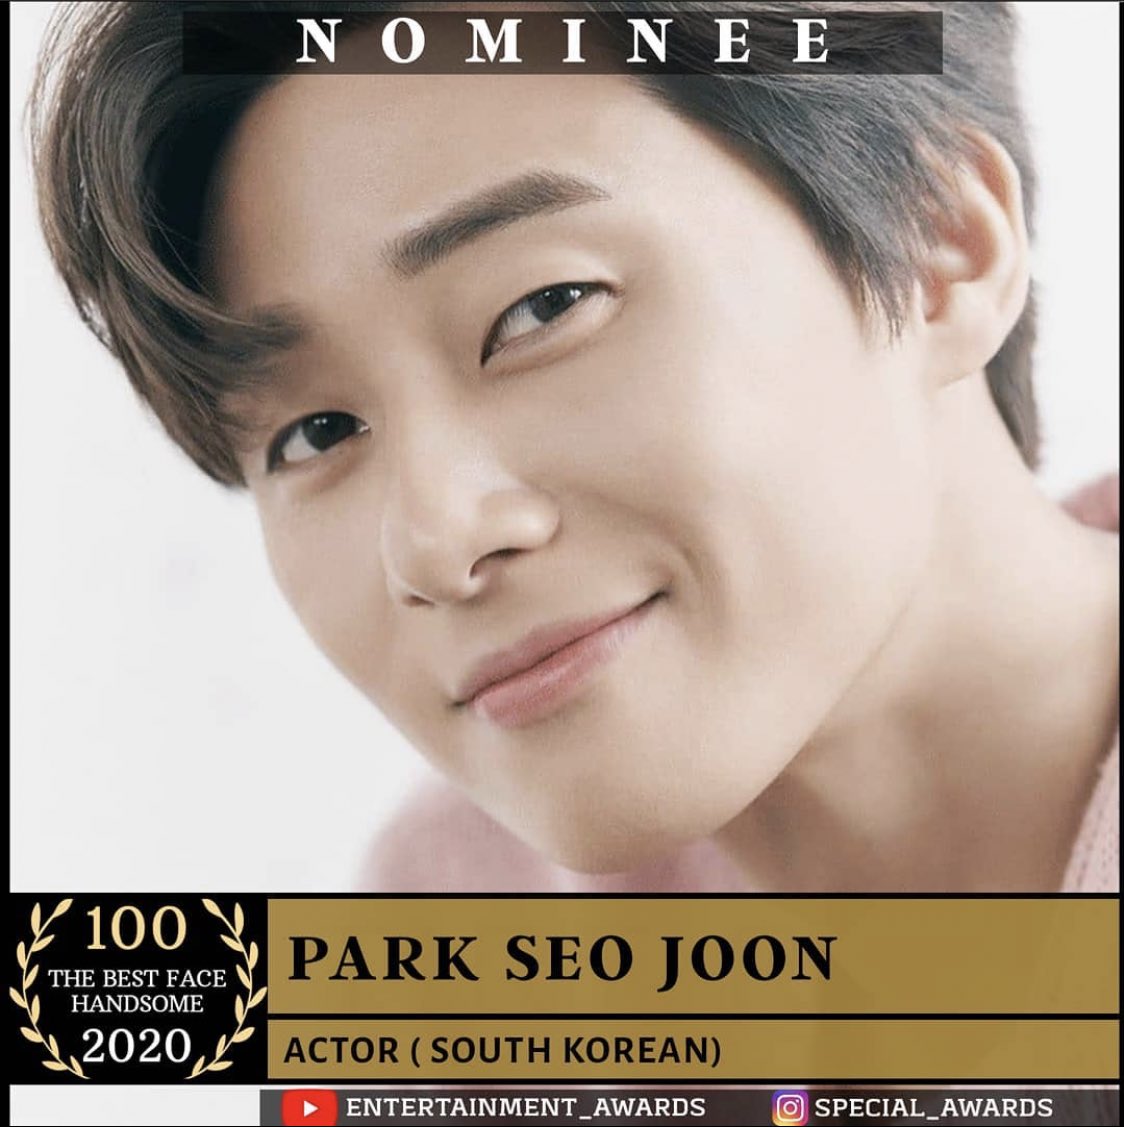 NOMINEE
100
THE BEST FACE
HANDSOME
2020
PARK SEO JOON
ACTOR ( SOUTH KOREAN)
ENTERTAINMENT_AWARDS
SPECIAL_AWARDS